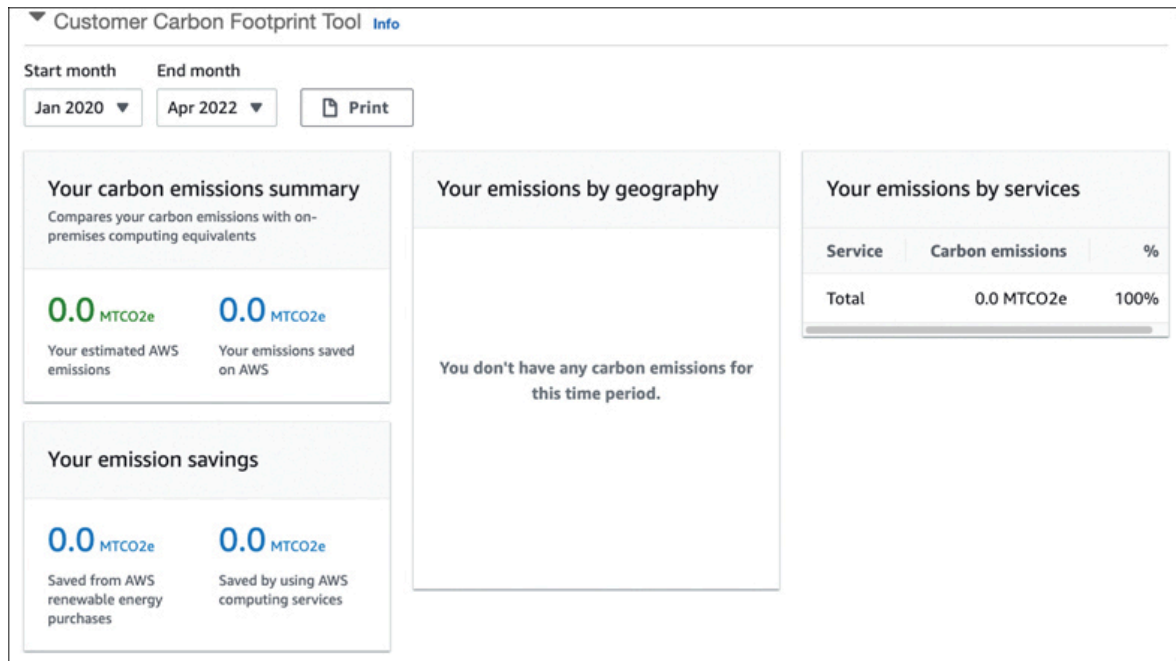 Customer Carbon Footprint Tool Info
Start month End month
Jan 2020 Apr 2022 Print
Your carbon emissions summary
Compares your carbon emissions with on-
premises computing equivalents
0.0 MTCO2e 0.0 MTCO2e
Your estimated AWS
emissions
Your emissions saved
on AWS
Your emission savings
0.0 MTCO2e 0.0 MTCO2e
Saved from AWS
renewable energy
purchases
Saved by using AWS
computing services
Your emissions by geography
You don't have any carbon emissions for
this time period.
Your emissions by services
Service Carbon emissions %
Total 0.0 MTCO2e 100%